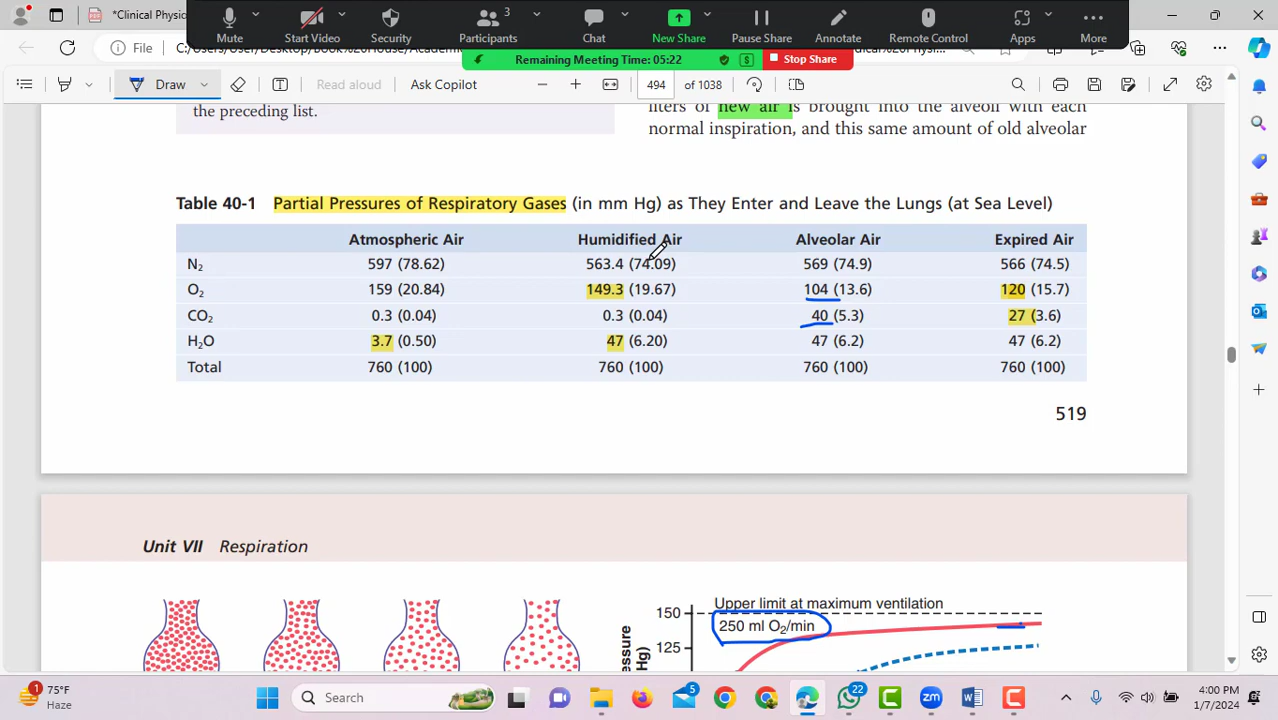 *Clinical Physi
3
Mute
Start Video
Security
Participants
Chat
New Share
Pause Share
Annotate
Remote Control
Apps
More
File
Remaining Meeting Time: 05:22
$
Stop Share
Draw
Read aloud
Ask Copilot
494
of 1038
the preceding list.
liters of new air is brought into the alveoli with each
normal inspiration, and this same amount of old alveolar
Table 40-1 Partial Pressures of Respiratory Gases (in mm Hg) as They Enter and Leave the Lungs (at Sea Level)
Atmospheric Air Humidified Air Alveolar Air Expired Air
N₂ 597 (78.62) 563.4 (74.09) 569 (74.9) 566 (74.5)
O₂ 159 (20.84) 149.3 (19.67) 104 (13.6) 120 (15.7)
CO₂ 0.3 (0.04) 0.3 (0.04) 40 (5.3) 27 (3.6)
H₂O 3.7 (0.50) 47 (6.20) 47 (6.2) 47 (6.2)
Total 760 (100) 760 (100) 760 (100) 760 (100)
519
Unit VII Respiration
Upper limit at maximum ventilation
150
250 ml O₂/min
125
1
75°F
Haze
Search
5
22
zm
W
4:00 PM
1/7/2024